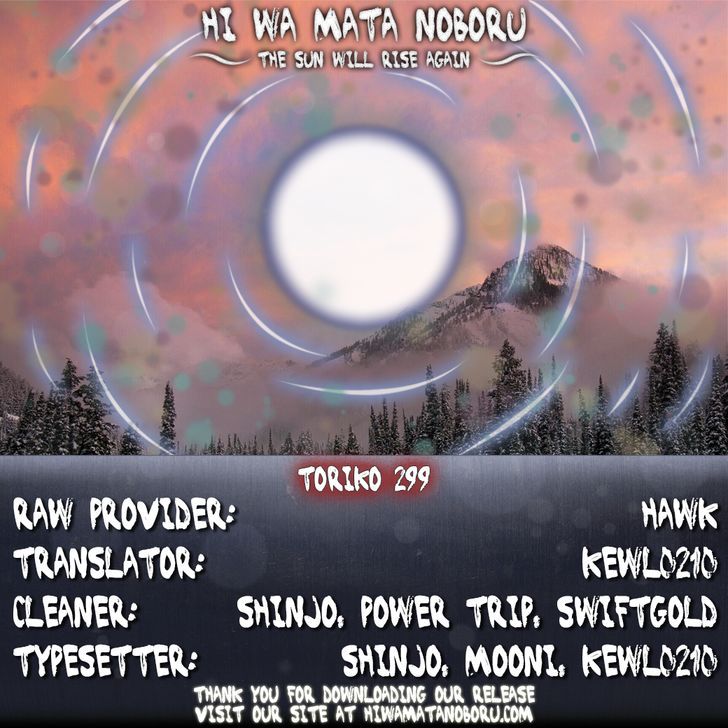 HI WA MATA NOBORU
THE SUN WILL RISE AGAIN
TORIKO 299
RAW PROVIDER: HAWK
TRANSLATOR: KEWL0210
CLEANER: SHINJO, POWER TRIP, SWIFTGOLD
TYPESETTER: SHINJO, MOONI, KEWL0210
THANK YOU FOR DOWNLOADING OUR RELEASE
VISIT OUR SITE AT HIWAMATANOBORU.COM